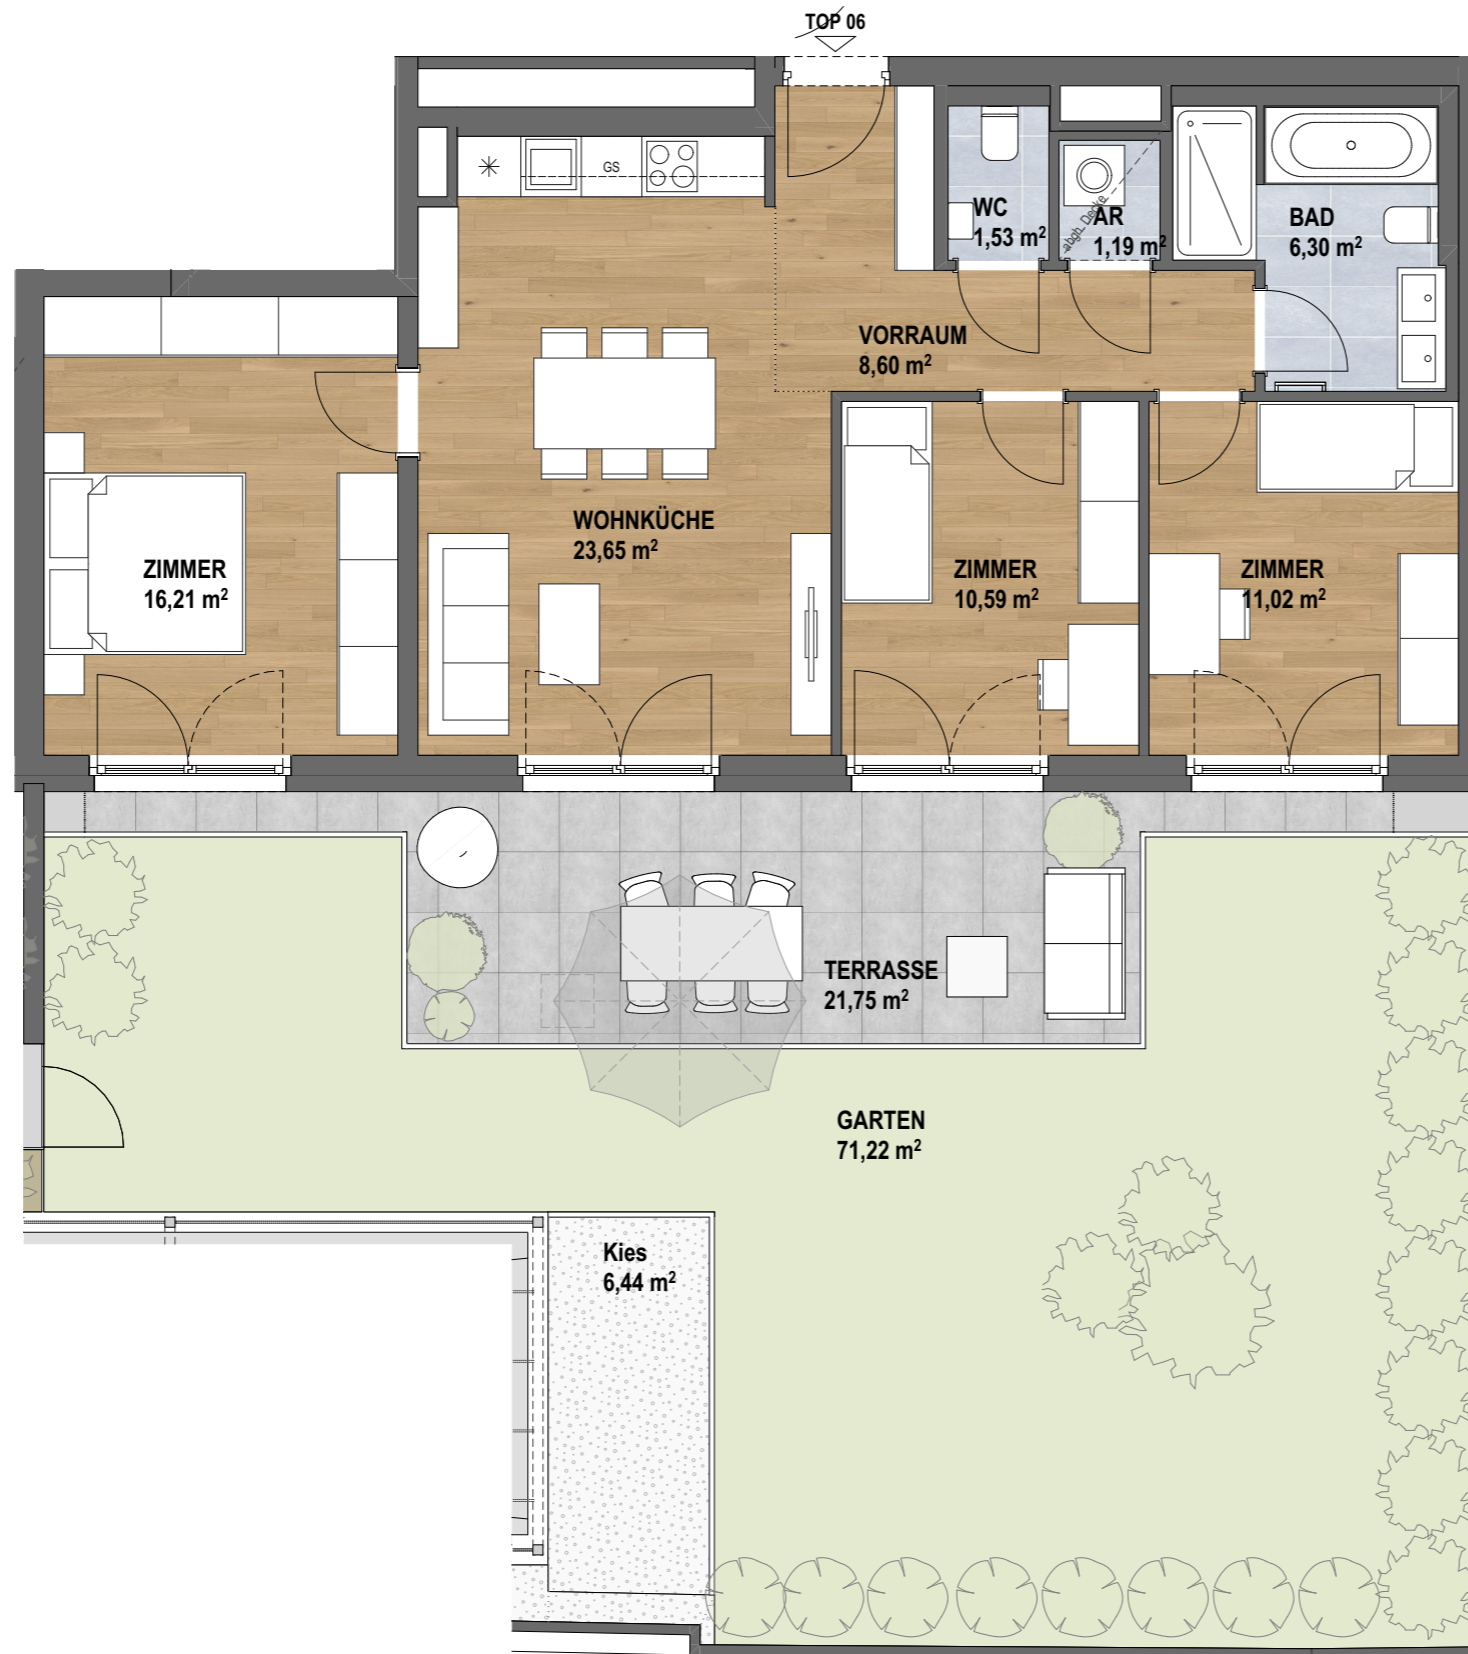 TOP 06
GS
WC
1,53 m²
abgh. Decke
AR
1,19 m²
BAD
6,30 m²
VORRAUM
8,60 m²
WOHNKÜCHE
23,65 m²
ZIMMER
16,21 m²
ZIMMER
10,59 m²
ZIMMER
11,02 m²
TERRASSE
21,75 m²
GARTEN
71,22 m²
Kies
6,44 m²